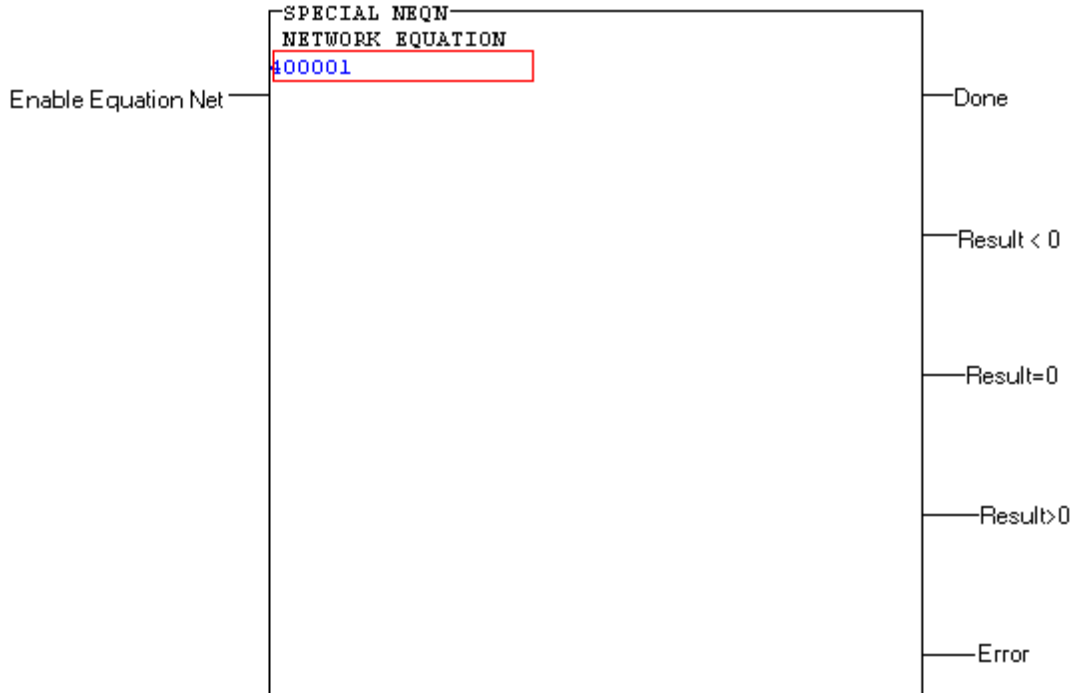 SPECIAL NEQN
NETWORK EQUATION
400001
Enable Equation Net
Done
Result < 0
Result=0
Result>0
Error